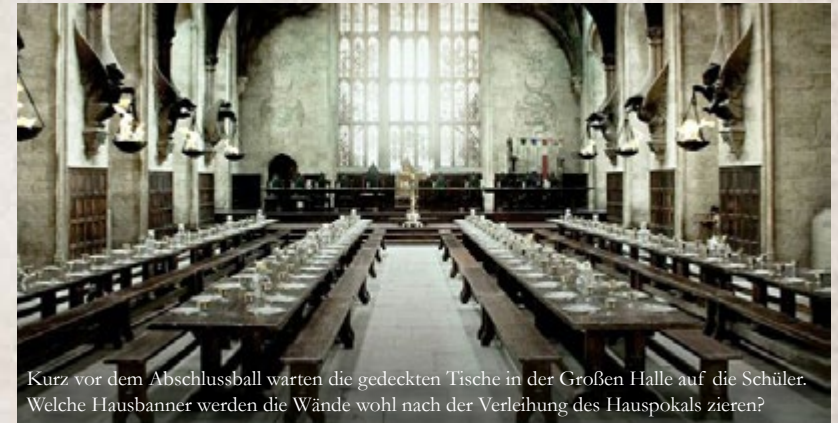 Kurz vor dem Abschlussball warten die gedeckten Tische in der Großen Halle auf die Schüler.
Welche Hausbanner werden die Wände wohl nach der Verleihung des Hauspokals zieren?